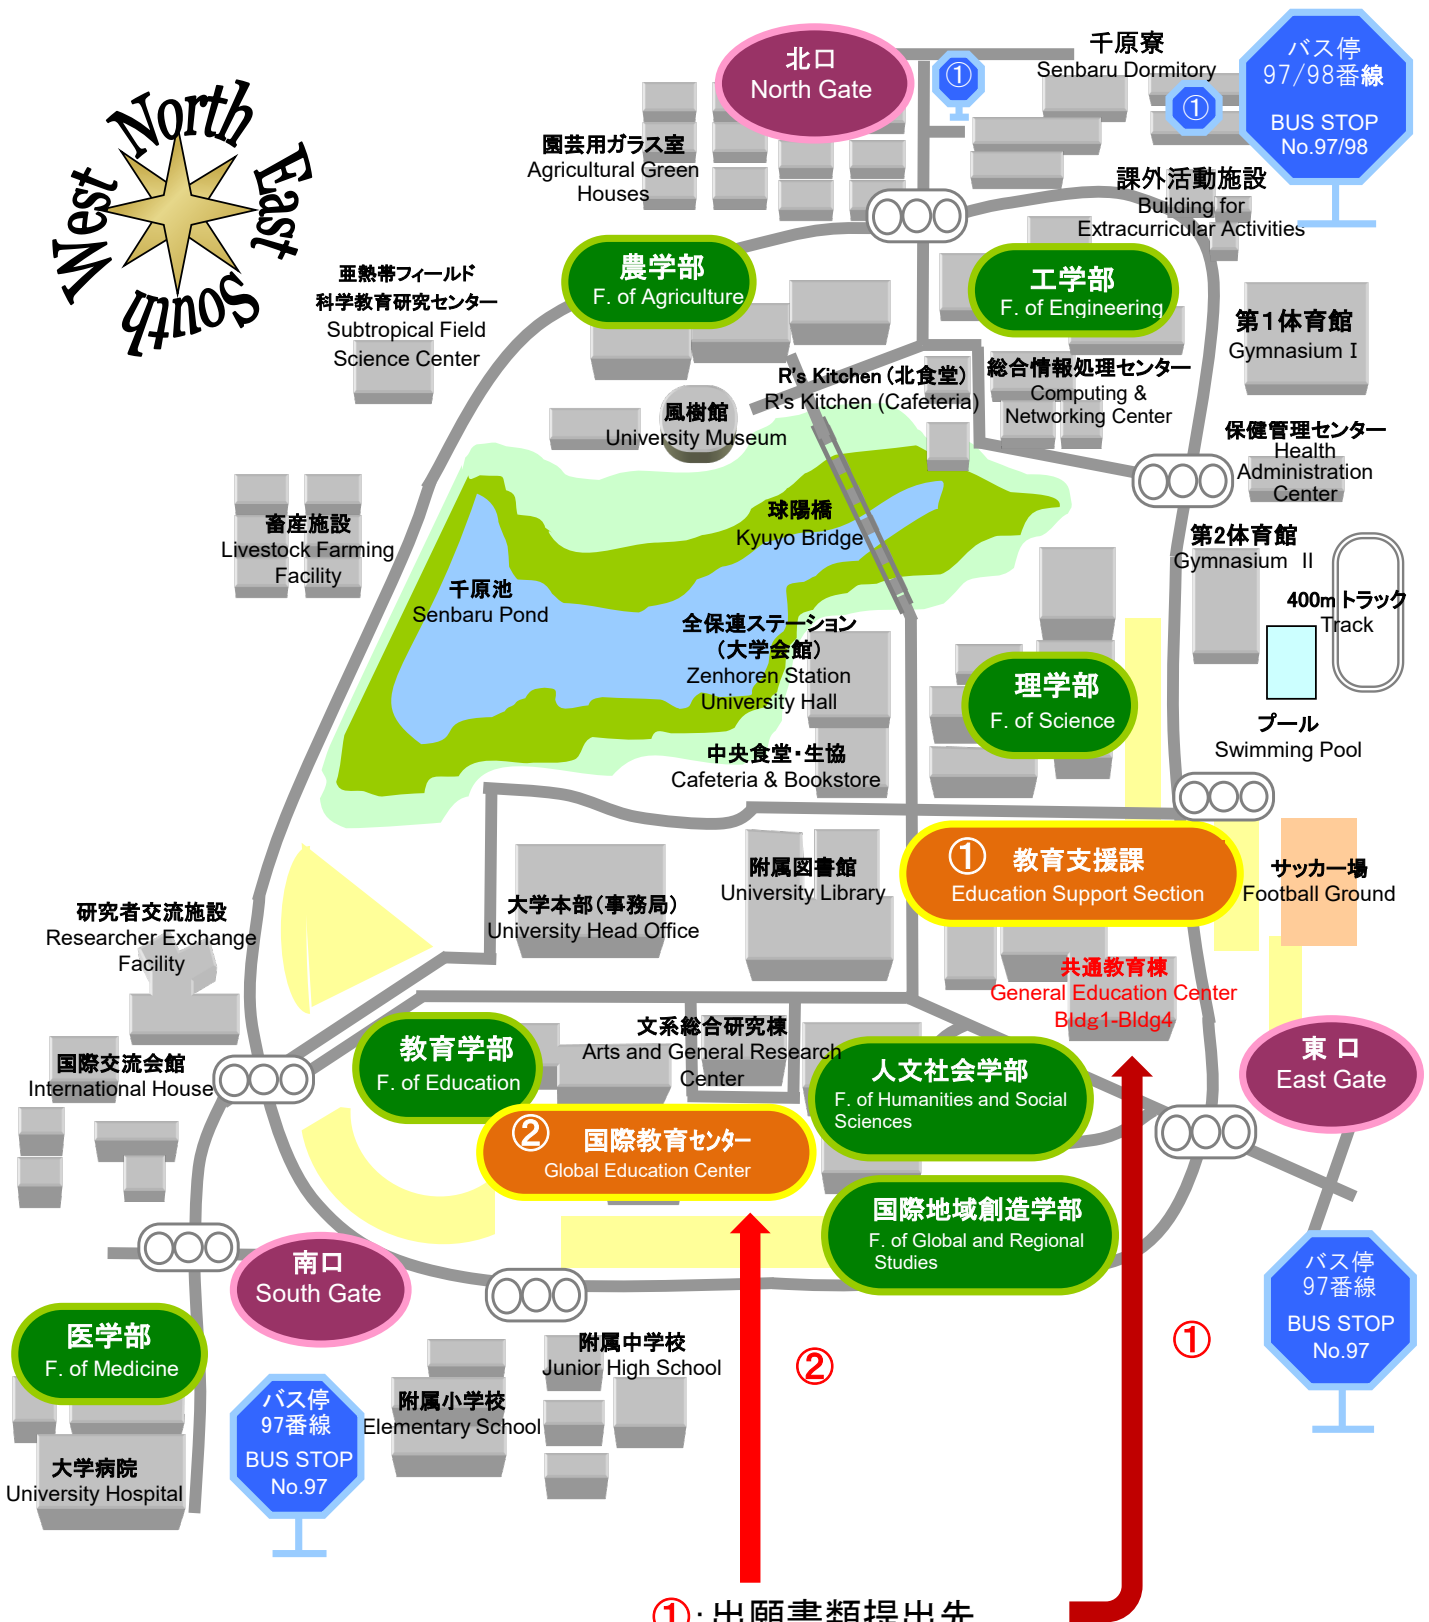 North
East
South
West
北口
North Gate
①
千原寮
Senbaru Dormitory
①
バス停
97/98番線
BUS STOP
No.97/98
園芸用ガラス室
Agricultural Green
Houses
課外活動施設
Building for
Extracurricular Activities
農学部
F. of Agriculture
工学部
F. of Engineering
亜熱帯フィールド
科学教育研究センター
Subtropical Field
Science Center
第1体育館
Gymnasium I
R's Kitchen (北食堂)
R's Kitchen (Cafeteria)
総合情報処理センター
Computing &
Networking Center
風樹館
University Museum
保健管理センター
Health
Administration
Center
畜産施設
Livestock Farming
Facility
球陽橋
Kyuyo Bridge
第2体育館
Gymnasium II
400mトラック
Track
千原池
Senbaru Pond
全保連ステーション
(大学会館)
Zenhoren Station
University Hall
理学部
F. of Science
プール
Swimming Pool
中央食堂・生協
Cafeteria & Bookstore
① 教育支援課
Education Support Section
附属図書館
University Library
サッカー場
Football Ground
大学本部(事務局)
University Head Office
研究者交流施設
Researcher Exchange
Facility
共通教育棟
General Education Center
Bldg1-Bldg4
文系総合研究棟
Arts and General Research
Center
教育学部
F. of Education
人文社会学部
F. of Humanities and Social
Sciences
東 口
East Gate
国際交流会館
International House
② 国際教育センター
Global Education Center
国際地域創造学部
F. of Global and Regional
Studies
南口
South Gate
バス停
97番線
BUS STOP
No.97
医学部
F. of Medicine
附属中学校
Junior High School
②
①
バス停
97番線
BUS STOP
No.97
附属小学校
Elementary School
大学病院
University Hospital
①:出願書類提出先